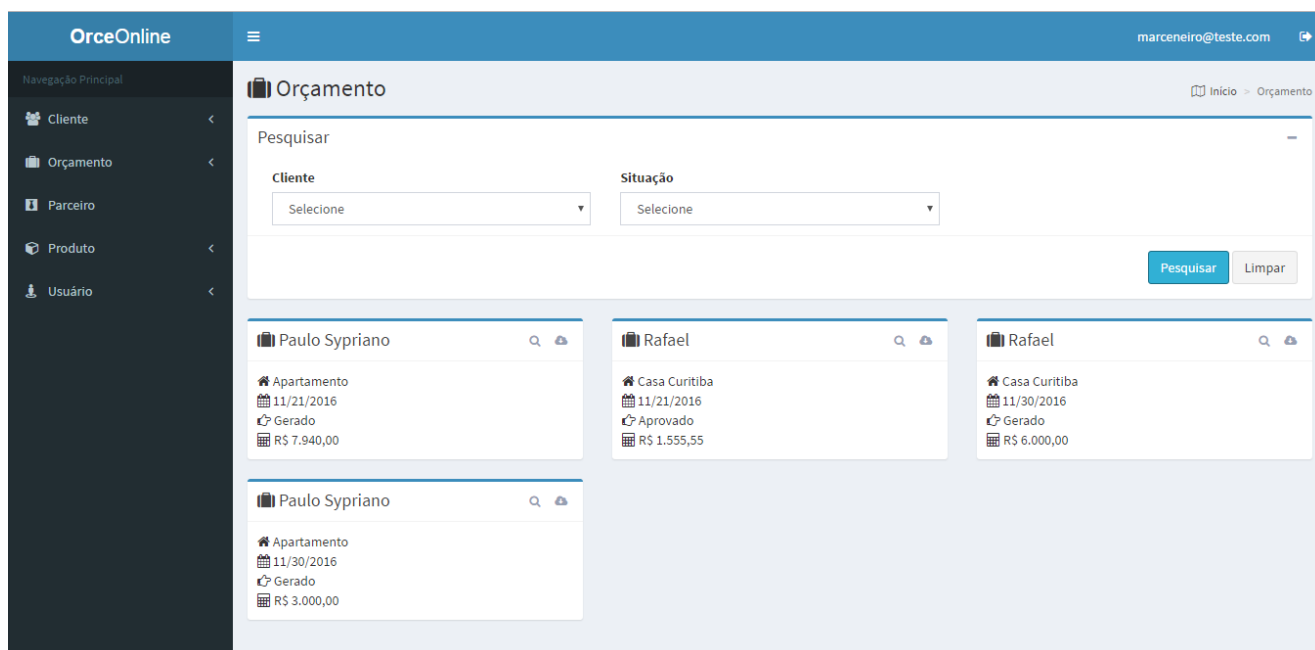 OrceOnline
marceneiro@teste.com
Navegação Principal
Cliente
Orçamento
Parceiro
Produto
Usuário
Orçamento
Início > Orçamento
Pesquisar
Cliente
Situação
Selecione
Selecione
Pesquisar
Limpar
Paulo Sypriano
Apartamento
11/21/2016
Gerado
R$ 7.940,00
Rafael
Casa Curitiba
11/21/2016
Aprovado
R$ 1.555,55
Rafael
Casa Curitiba
11/30/2016
Gerado
R$ 6.000,00
Paulo Sypriano
Apartamento
11/30/2016
Gerado
R$ 3.000,00